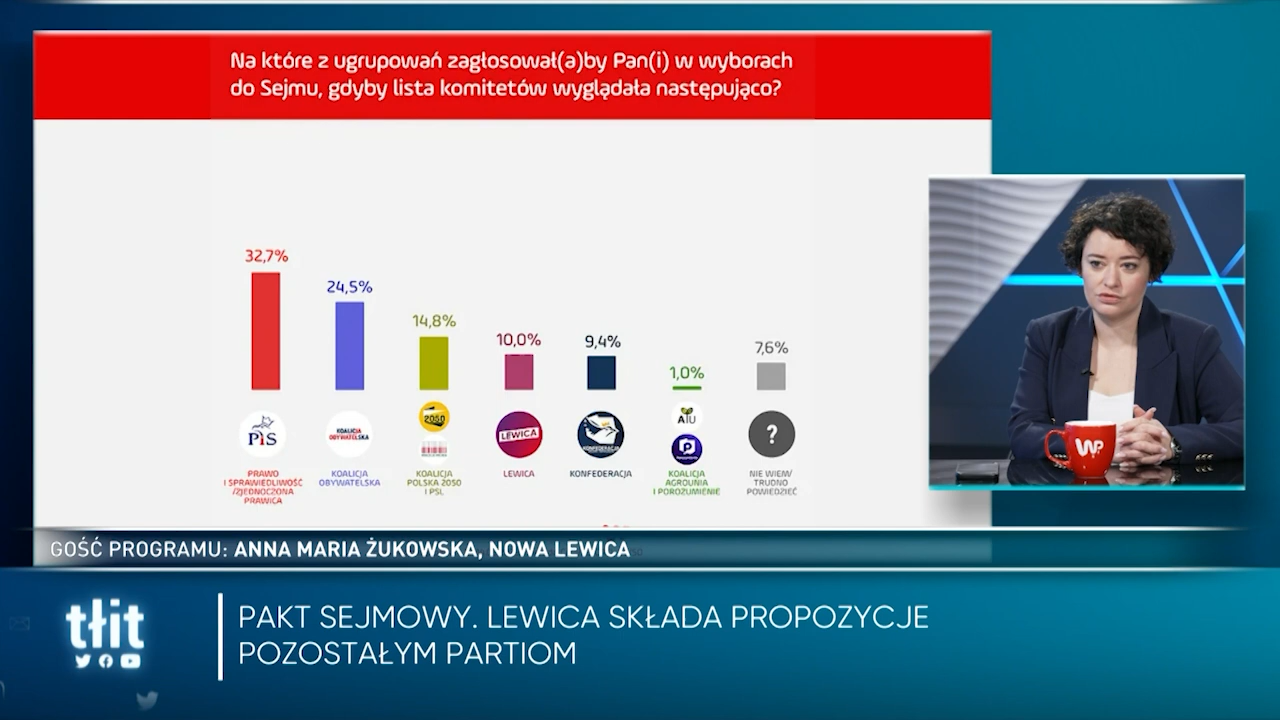 Na które z ugrupowań zagłosował(a)by Pan(i) w wyborach
do Sejmu, gdyby lista komitetów wyglądała następująco?
32,7%
24,5%
14,8%
10,0%
9,4%
1,0%
7,6%
PiS
KOALICJA
OBYWATELSKA
2050
LEWICA
KONFEDERACJA
AU
?
PRAWO
I SPRAWIEDLIWOŚĆ
/ZJEDNOCZONA
PRAWICA
KOALICJA
OBYWATELSKA
KOALICJA
POLSKA 2050
I PSL
LEWICA
KONFEDERACJA
KOALICJA
AGROUNIA
I POROZUMIENIE
NIE WIEM/
TRUDNO
POWIEDZIEĆ
WP
GOŚĆ PROGRAMU: ANNA MARIA ŻUKOWSKA, NOWA LEWICA
tłit
PAKT SEJMOWY. LEWICA SKŁADA PROPOZYCJE
POZOSTAŁYM PARTIOM